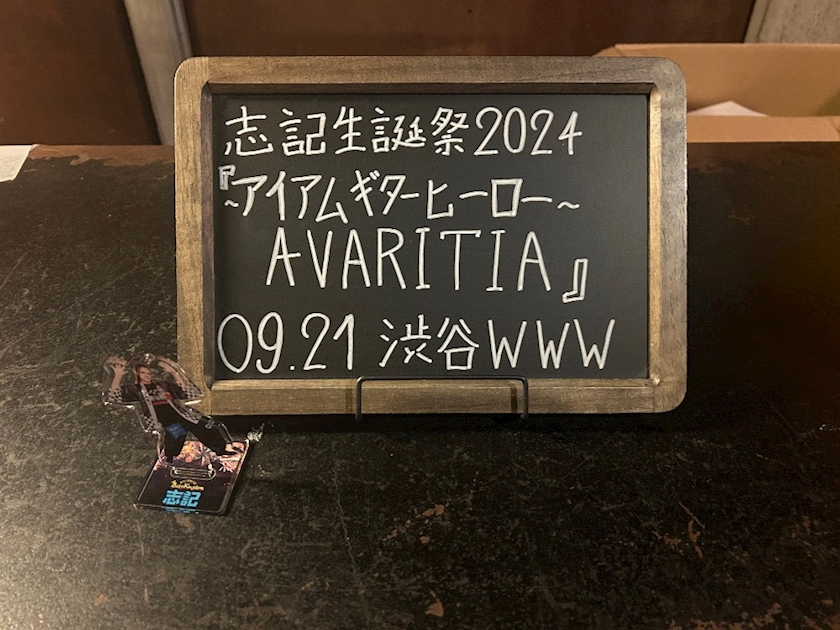 志記生誕祭2024
『~アイアムギターヒーロー~
AVARITIA』
09.21 渋谷WWW
志記